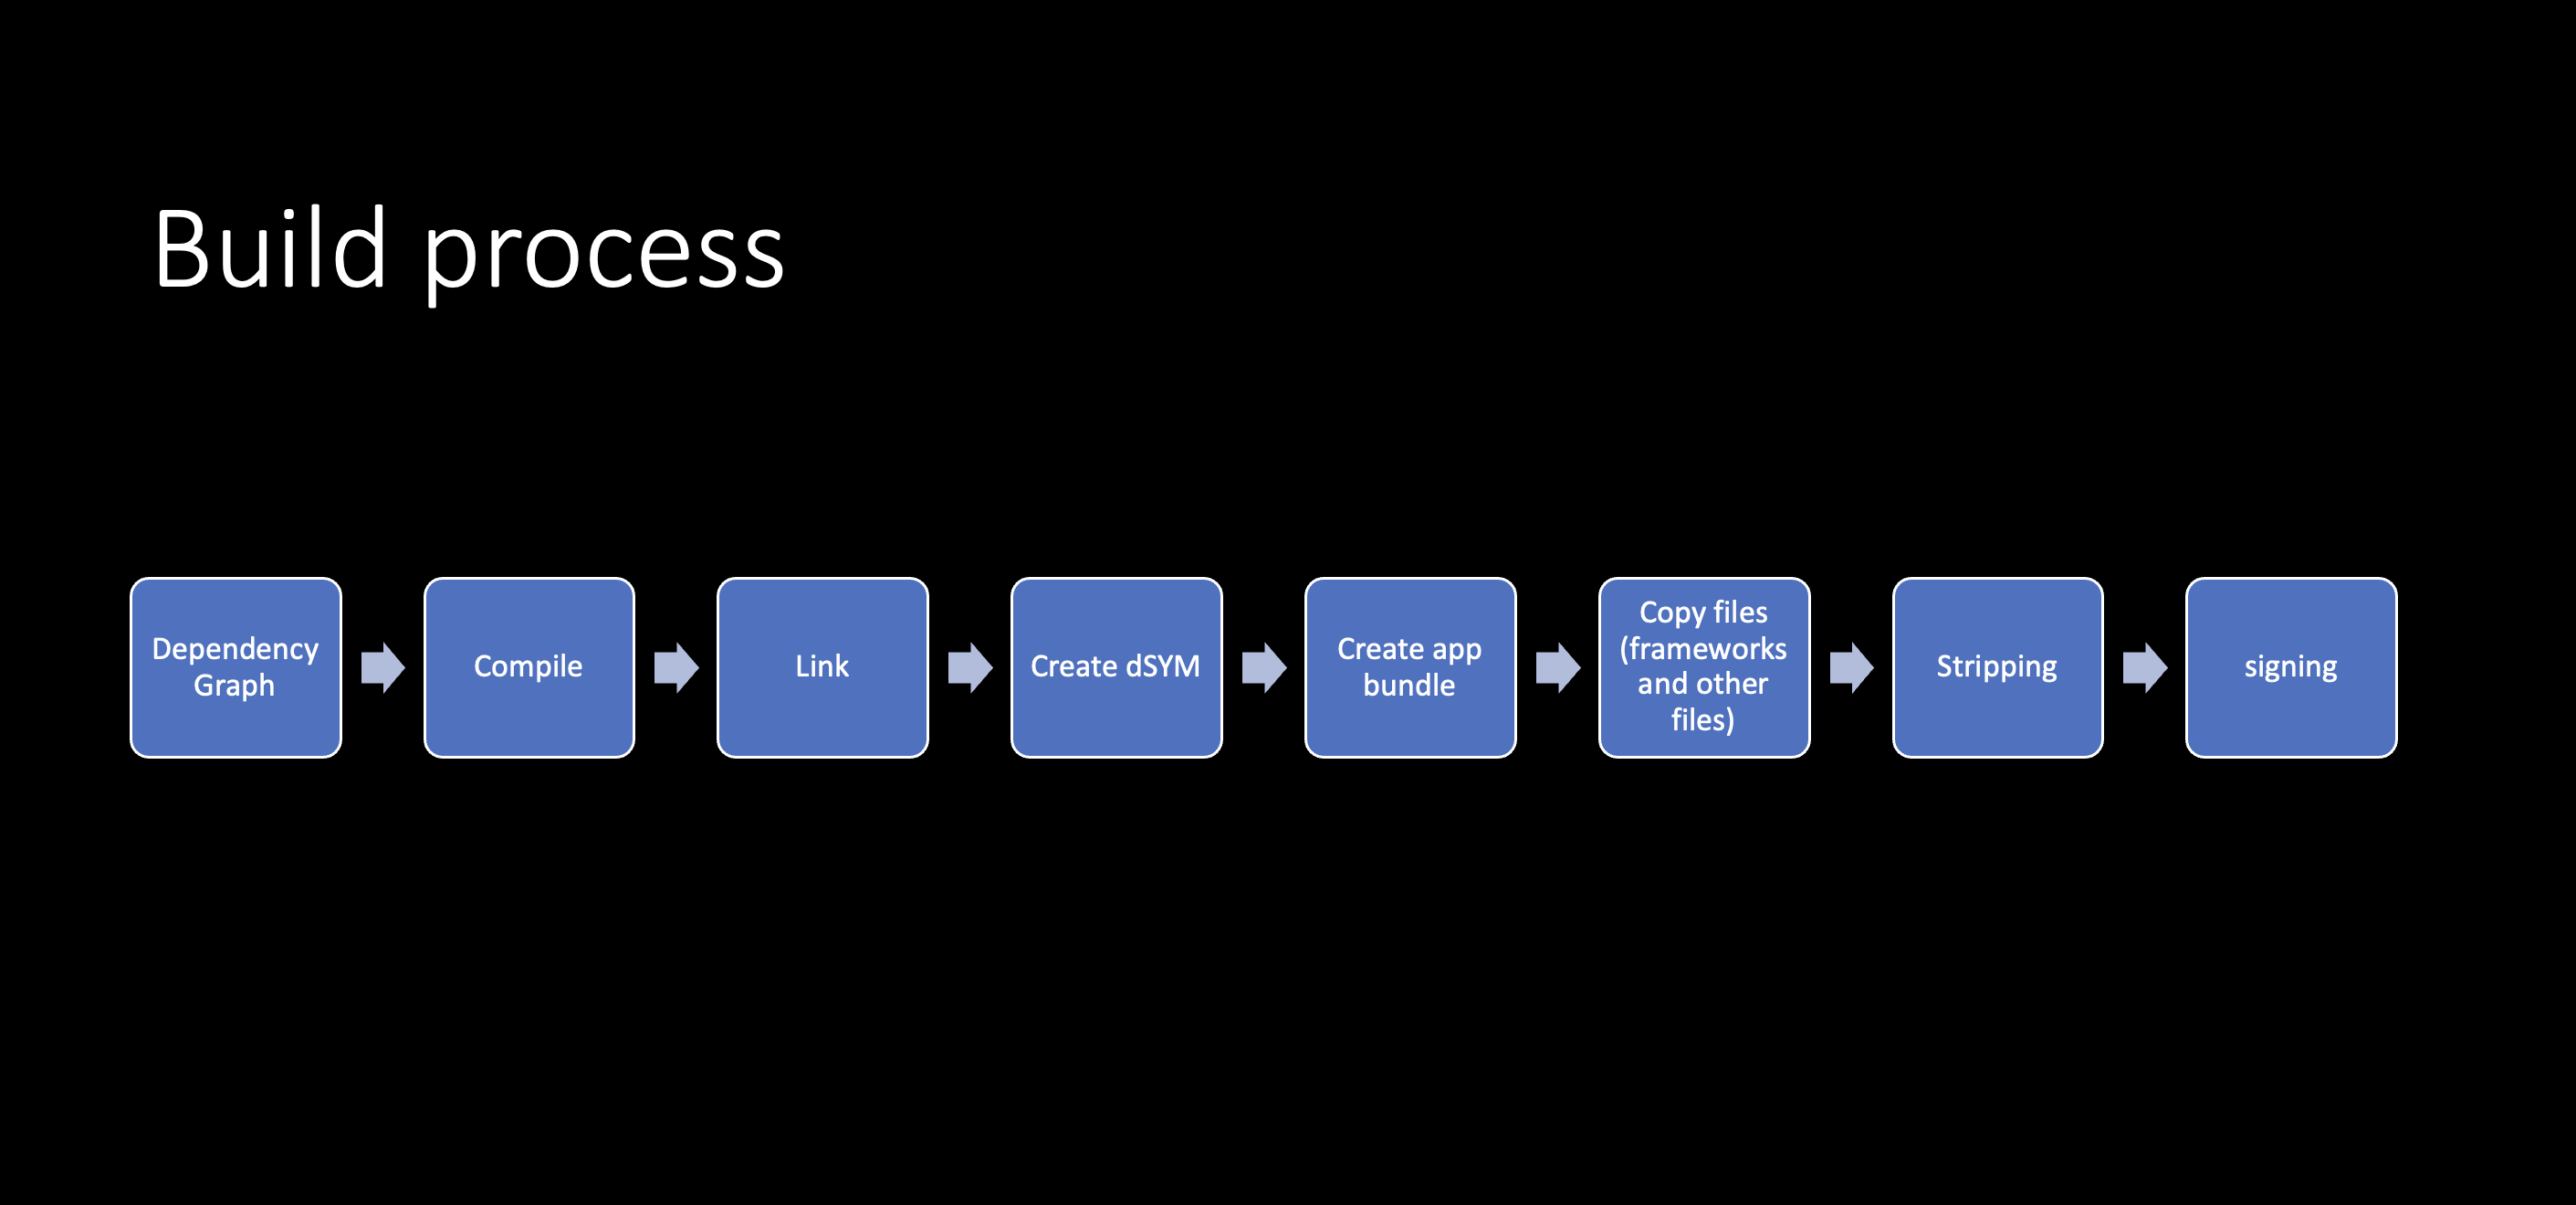 Build process
Dependency
Graph
Compile
Link
Create dSYM
Create app
bundle
Copy files
(frameworks
and other
files)
Stripping
signing